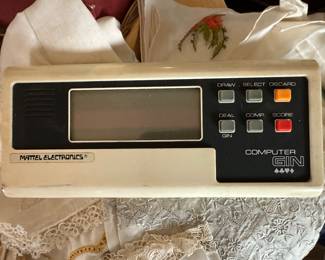 DRAW SELECT DISCARD
DEAL COMP. SCORE
GIN
MATTEL ELECTRONICS®
COMPUTER
GIN